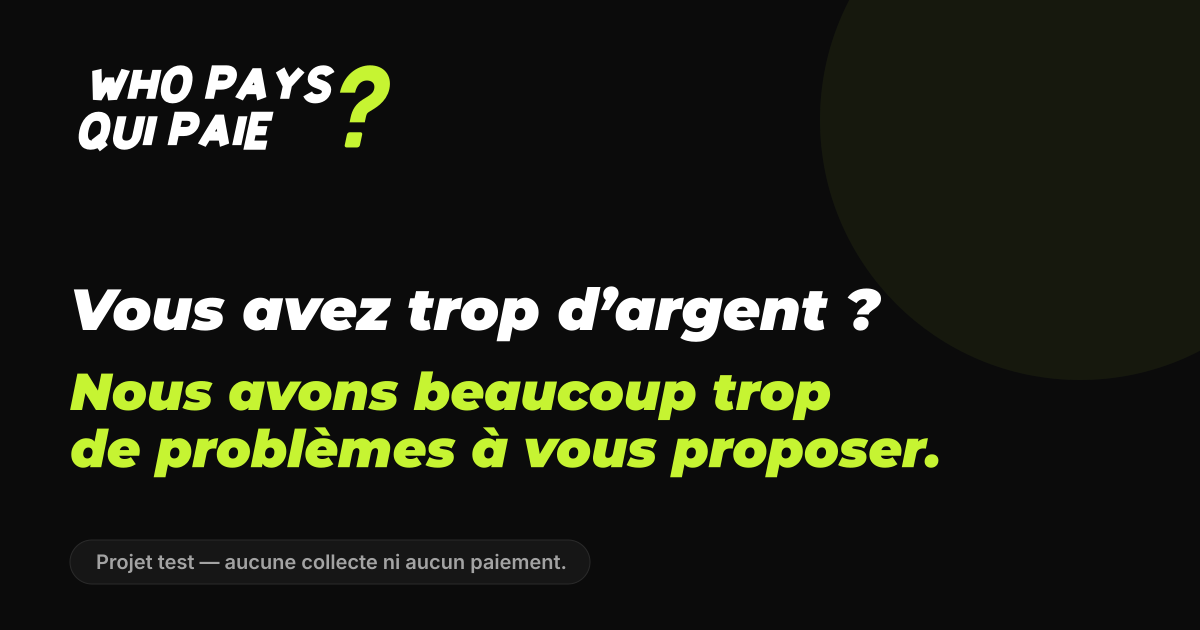 WHO PAYS ?
QUI PAIE
Vous avez trop d’argent ?
Nous avons beaucoup trop
de problèmes à vous proposer.
Projet test — aucune collecte ni aucun paiement.